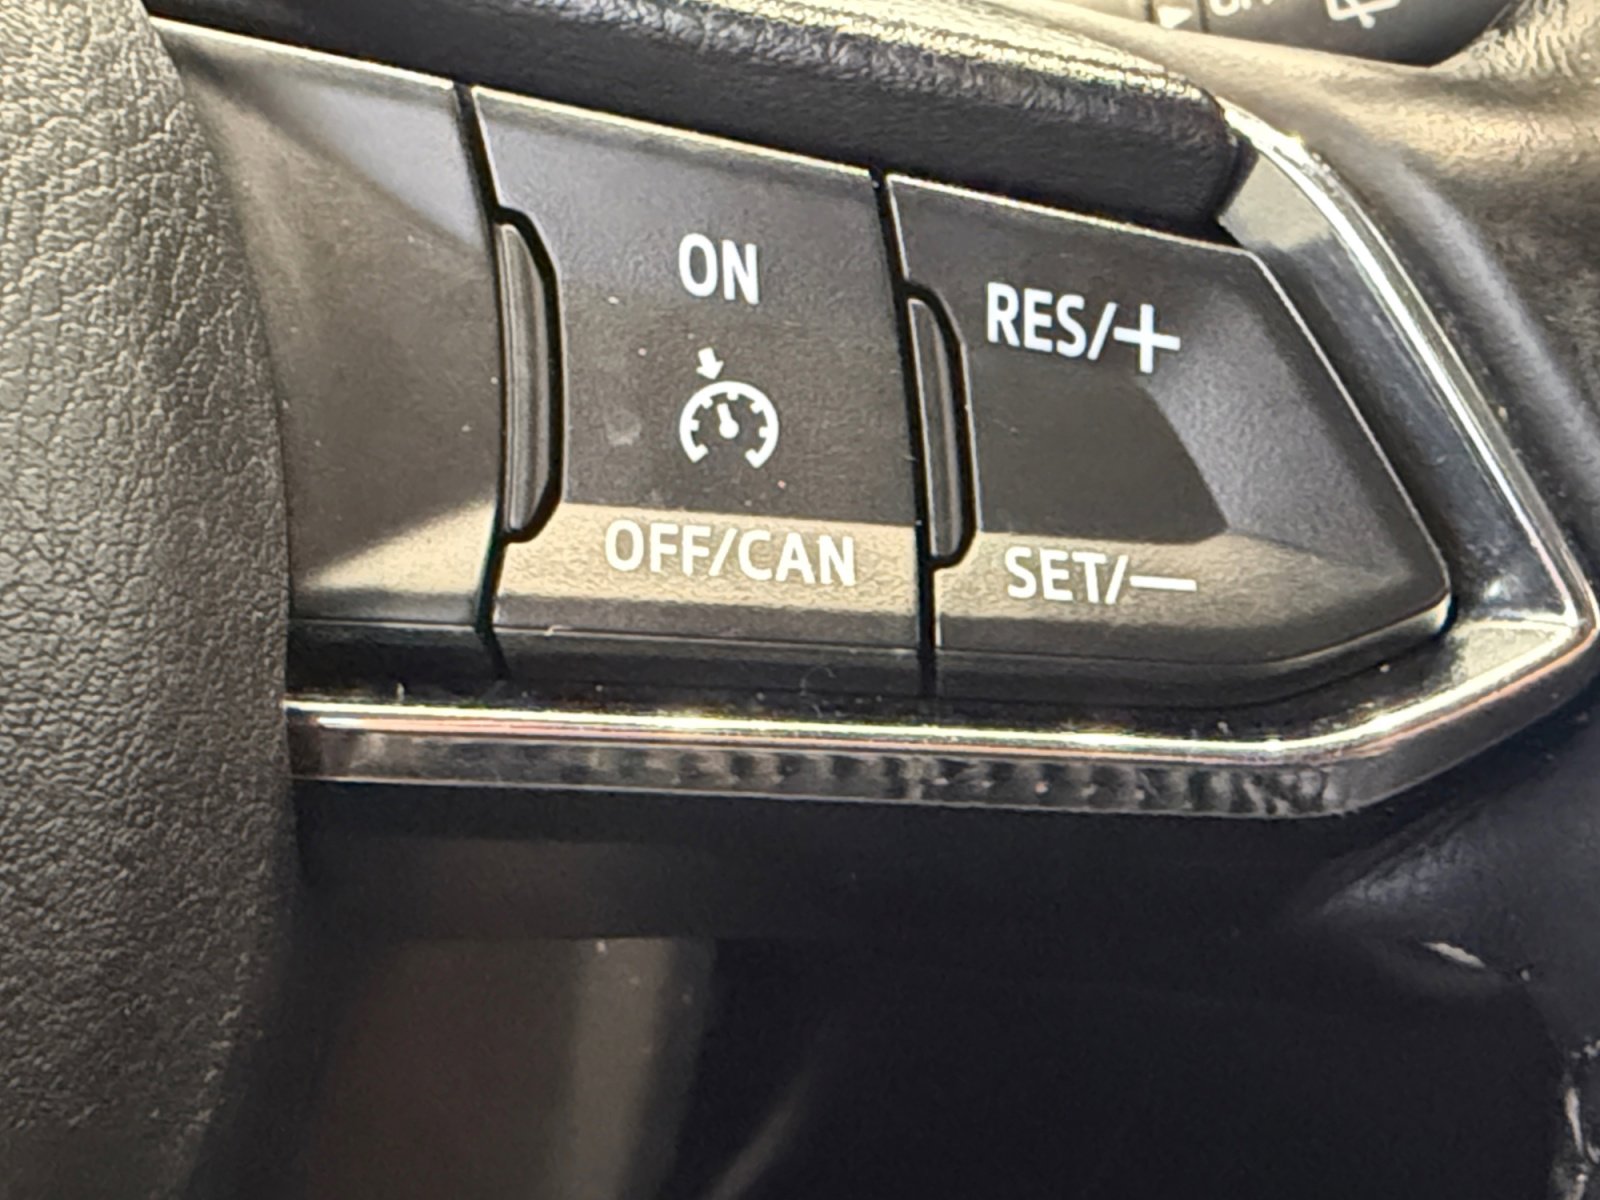 ON
RES/+
OFF/CAN
SET/—